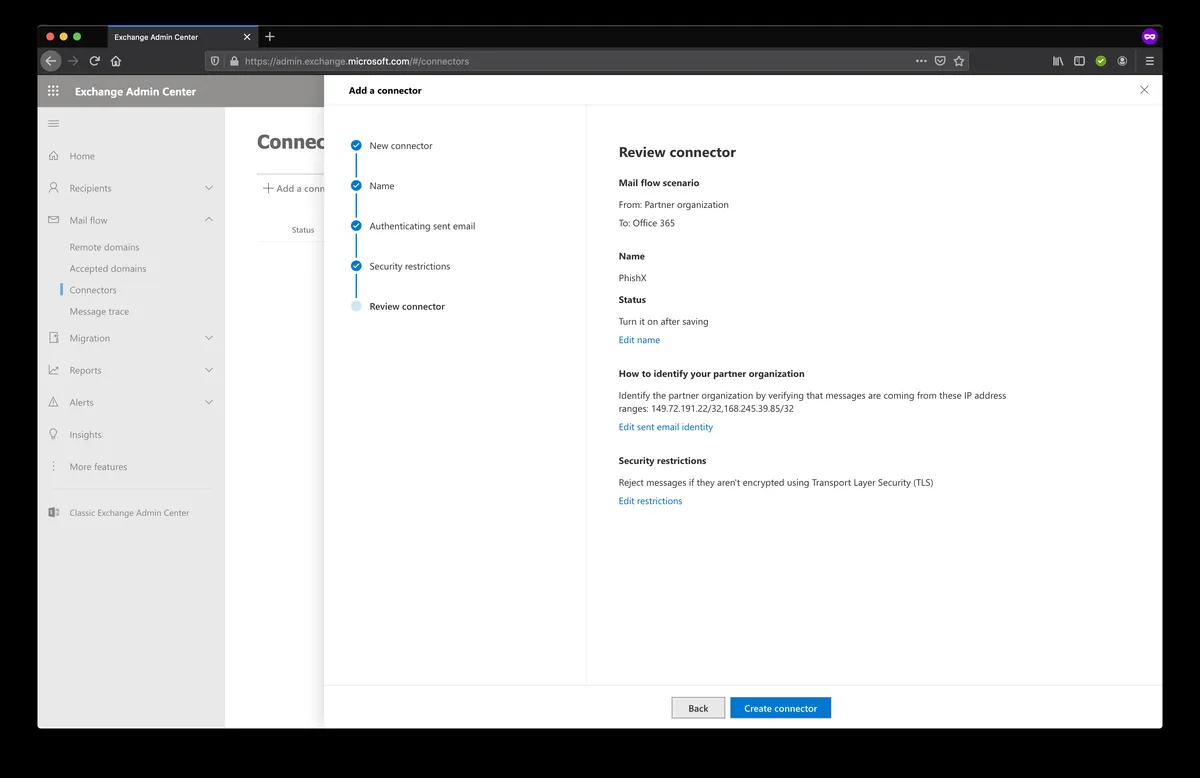 Exchange Admin Center
https://admin.exchange.microsoft.com/#/connectors
Exchange Admin Center
Home
Recipients
Mail flow
Remote domains
Accepted domains
Connectors
Message trace
Migration
Reports
Alerts
Insights
More features
Classic Exchange Admin Center
Connec
Add a conn
Status
Add a connector
New connector
Name
Authenticating sent email
Security restrictions
Review connector
Review connector
Mail flow scenario
From: Partner organization
To: Office 365
Name
PhishX
Status
Turn it on after saving
Edit name
How to identify your partner organization
Identify the partner organization by verifying that messages are coming from these IP address
ranges: 149.72.191.22/32,168.245.39.85/32
Edit sent email identity
Security restrictions
Reject messages if they aren't encrypted using Transport Layer Security (TLS)
Edit restrictions
Back
Create connector